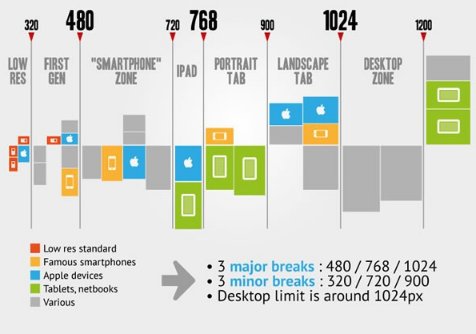 320 480 720 768 900 1024 1200
LOW RES
FIRST GEN
"SMARTPHONE" ZONE
IPAD
PORTRAIT TAB
LANDSCAPE TAB
DESKTOP ZONE
Low res standard
Famous smartphones
Apple devices
Tablets, netbooks
Various
• 3 major breaks : 480 / 768 / 1024
• 3 minor breaks : 320 / 720 / 900
• Desktop limit is around 1024px